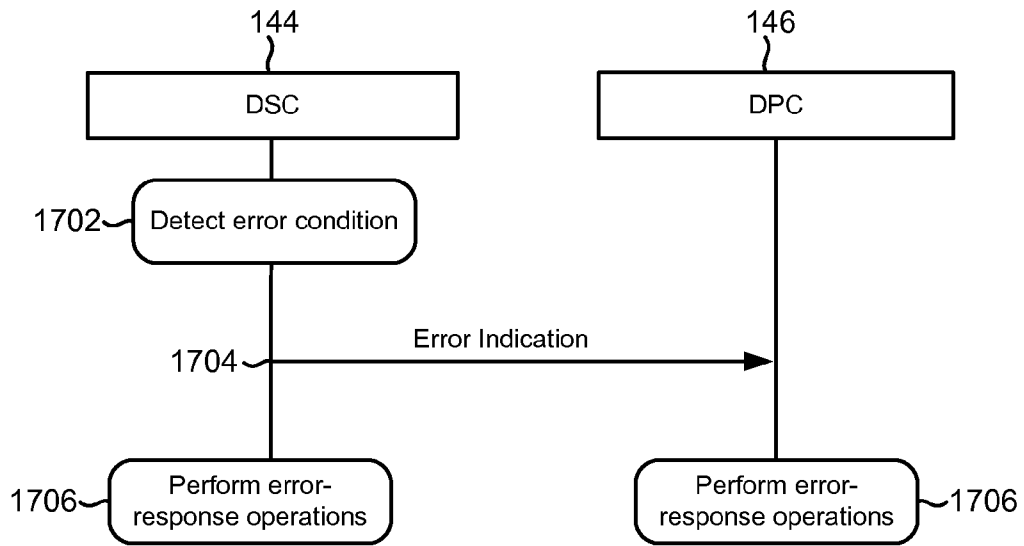 144
146
DSC
DPC
1702
Detect error condition
Error Indication
1704
1706
Perform error-
response operations
Perform error-
response operations
1706